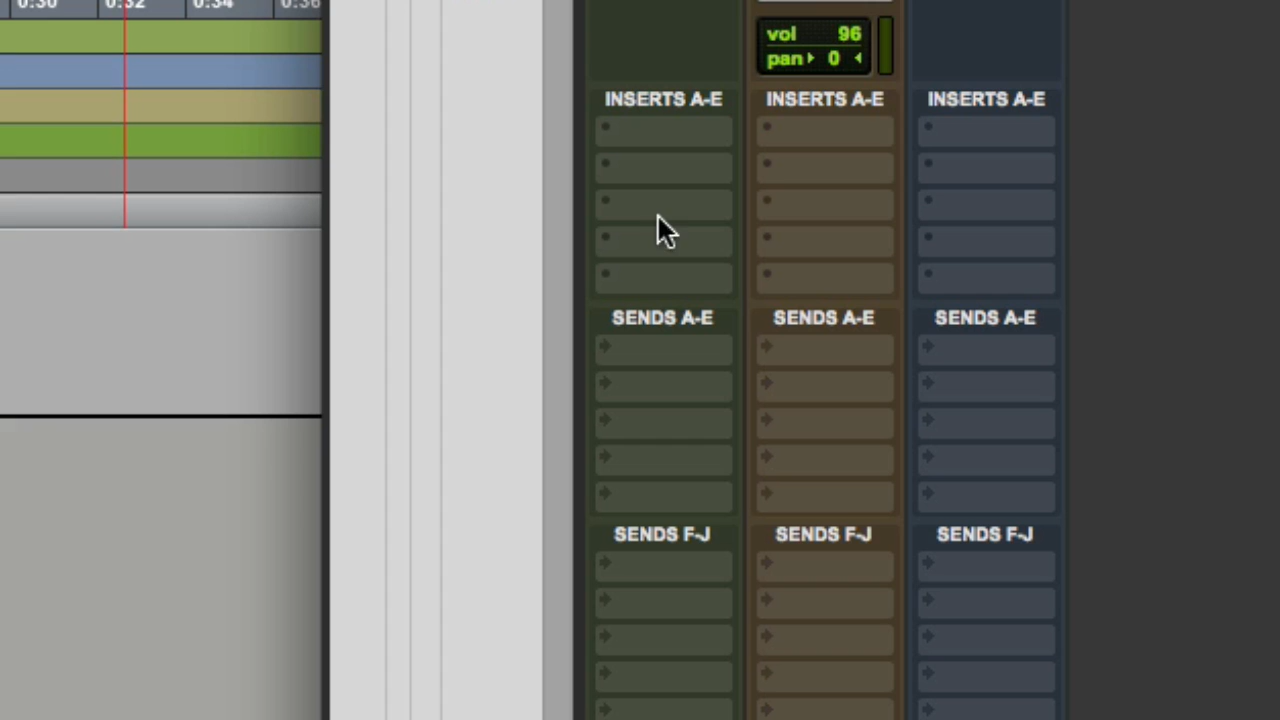 0:30 0:32 0:34 0:36
vol 96
pan 0
INSERTS A-E INSERTS A-E INSERTS A-E
SENDS A-E SENDS A-E SENDS A-E
SENDS F-J SENDS F-J SENDS F-J